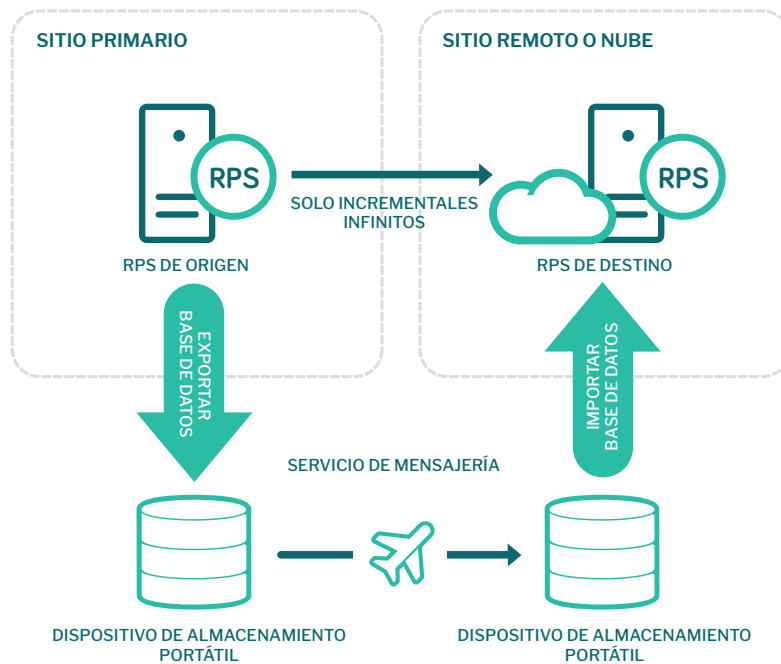 SITIO PRIMARIO
SITIO REMOTO O NUBE
RPS
RPS
SOLO INCREMENTALES
INFINITOS
RPS DE ORIGEN
RPS DE DESTINO
EXPORTAR
BASE DE DATOS
IMPORTAR
BASE DE DATOS
SERVICIO DE MENSAJERÍA
DISPOSITIVO DE ALMACENAMIENTO
PORTÁTIL
DISPOSITIVO DE ALMACENAMIENTO
PORTÁTIL